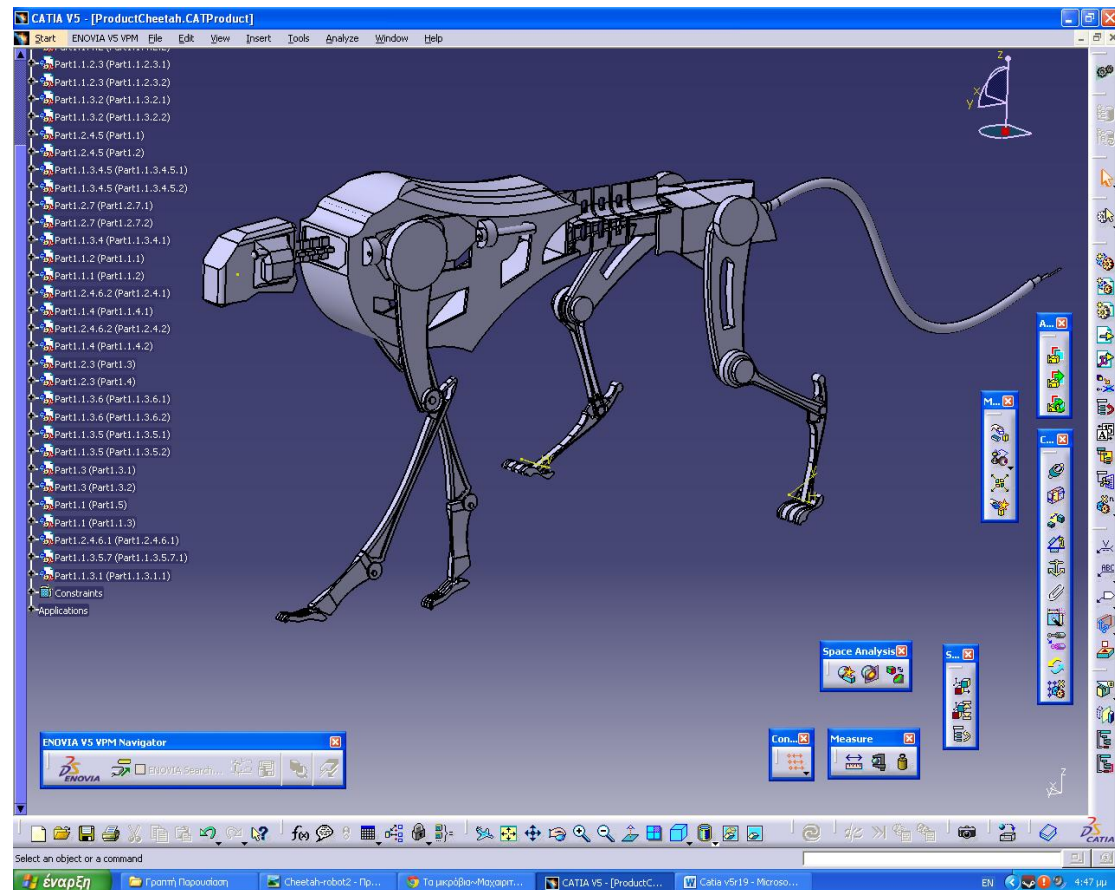 CATIA V5 - [ProductCheetah.CATProduct]
Start ENOVIA V5 VPM File Edit View Insert Tools Analyze Window Help
Part1.1.2.3 (Part1.1.2.3.1)
Part1.1.2.3 (Part1.1.2.3.2)
Part1.1.3.2 (Part1.1.3.2.1)
Part1.1.3.2 (Part1.1.3.2.2)
Part1.2.4.5 (Part1.1)
Part1.2.4.5 (Part1.2)
Part1.1.3.4.5 (Part1.1.3.4.5.1)
Part1.1.3.4.5 (Part1.1.3.4.5.2)
Part1.2.7 (Part1.2.7.1)
Part1.2.7 (Part1.2.7.2)
Part1.1.3.4 (Part1.1.3.4.1)
Part1.1.2 (Part1.1.1)
Part1.1.1 (Part1.1.2)
Part1.2.4.6.2 (Part1.2.4.1)
Part1.1.4 (Part1.1.4.1)
Part1.2.4.6.2 (Part1.2.4.2)
Part1.1.4 (Part1.1.4.2)
Part1.2.3 (Part1.3)
Part1.2.3 (Part1.4)
Part1.1.3.6 (Part1.1.3.6.1)
Part1.1.3.6 (Part1.1.3.6.2)
Part1.1.3.5 (Part1.1.3.5.1)
Part1.1.3.5 (Part1.1.3.5.2)
Part1.3 (Part1.3.1)
Part1.3 (Part1.3.2)
Part1.1 (Part1.5)
Part1.1 (Part1.1.3)
Part1.2.4.6.1 (Part1.2.4.6.1)
Part1.1.3.5.7 (Part1.1.3.5.7.1)
Part1.1.3.1 (Part1.1.3.1.1)
Constraints
Applications
z
x
y
A...
M...
C...
Space Analysis
S...
ENOVIA V5 VPM Navigator
ENOVIA
ENOVIA Search...
Con...
Measure
z
x
f(x)
CATIA
Select an object or a command
έναρξη
Γραπτή Παρουσίαση
Cheetah-robot2 - Πρ...
Τα μικρόβια~Μαχαιριτ...
CATIA V5 - [ProductC...
Catia v5r19 - Microso...
EN
4:47 μμ